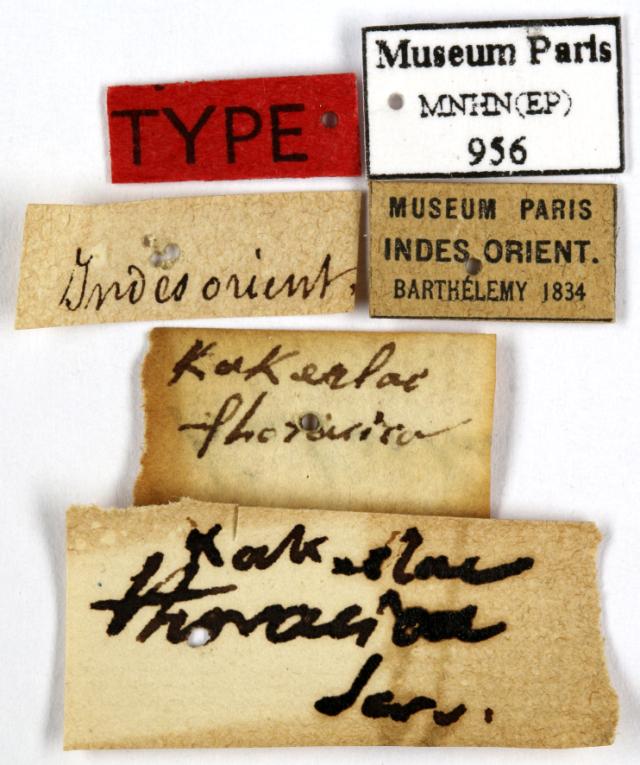 TYPE
Museum Paris
MNHN(EP)
956
Indes orient.
MUSEUM PARIS
INDES ORIENT.
BARTHÉLEMY 1834
Kakerlac
thoracica
Kakerlac
thoracica
Serv.